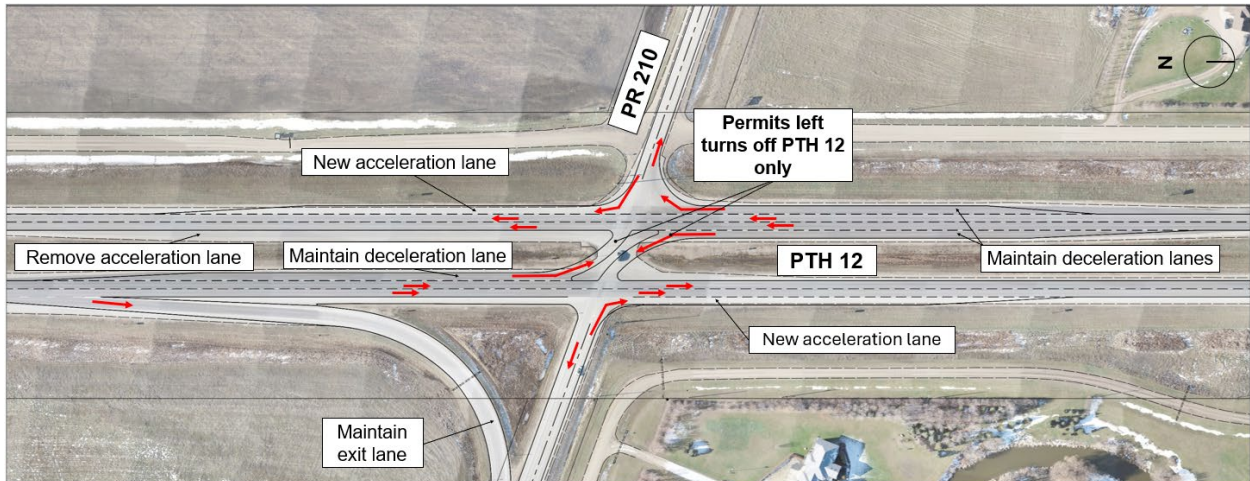 PR 210
N
Permits left
turns off PTH 12
only
New acceleration lane
Remove acceleration lane
Maintain deceleration lane
PTH 12
Maintain deceleration lanes
New acceleration lane
Maintain
exit lane